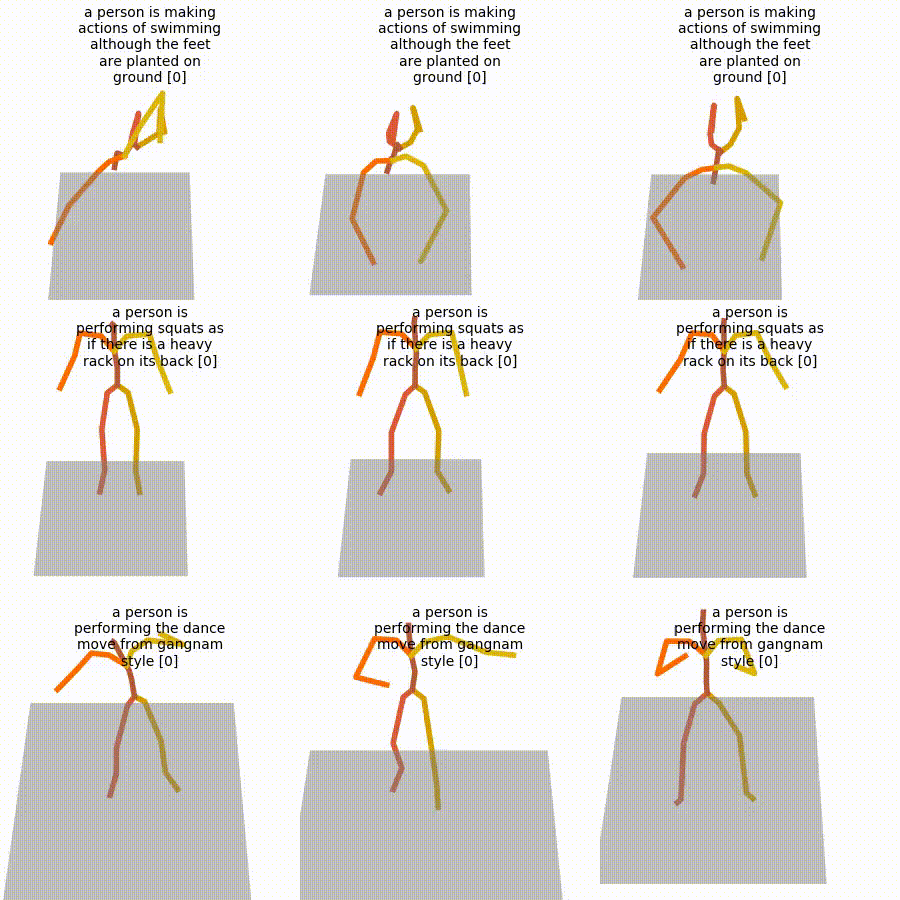 a person is making
actions of swimming
although the feet
are planted on
ground [0]
a person is making
actions of swimming
although the feet
are planted on
ground [0]
a person is making
actions of swimming
although the feet
are planted on
ground [0]
a person is
performing squats as
if there is a heavy
rack on its back [0]
a person is
performing squats as
if there is a heavy
rack on its back [0]
a person is
performing squats as
if there is a heavy
rack on its back [0]
a person is
performing the dance
move from gangnam
style [0]
a person is
performing the dance
move from gangnam
style [0]
a person is
performing the dance
move from gangnam
style [0]